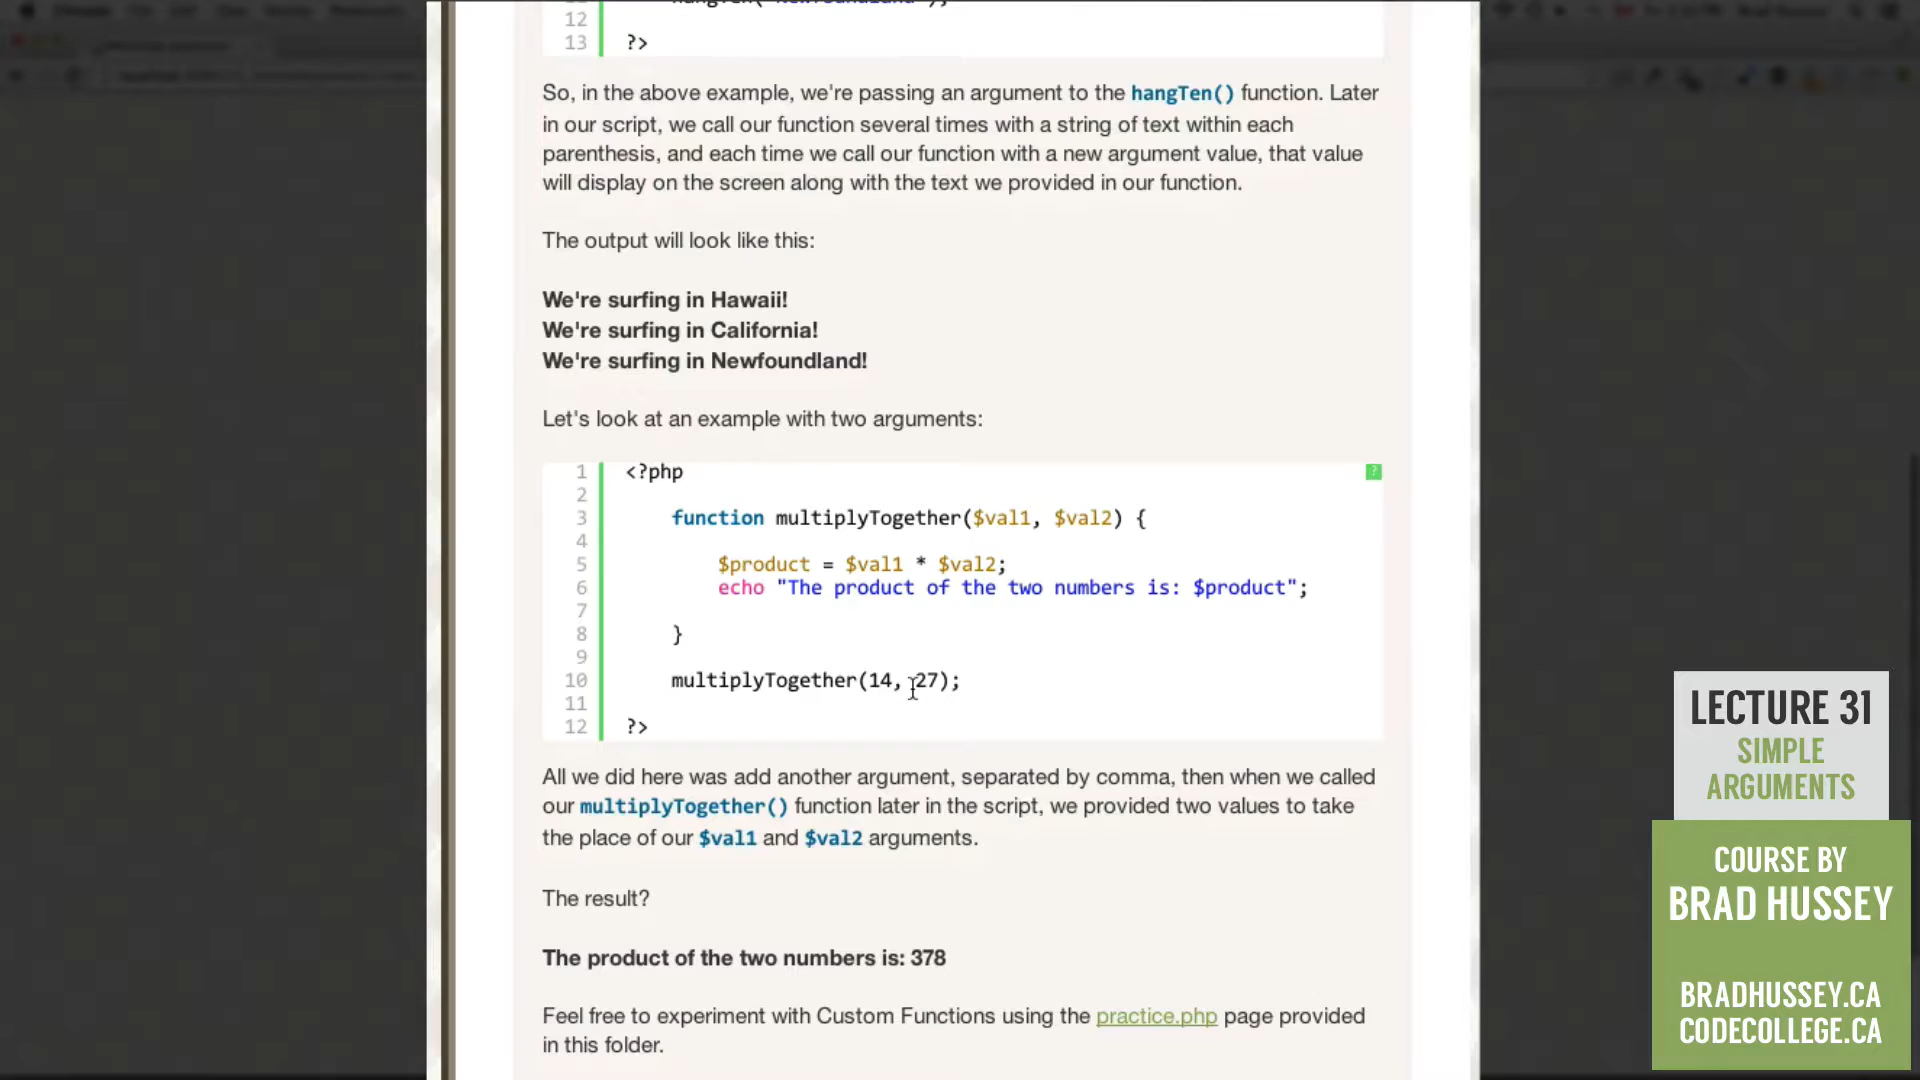 12
13 ?>
So, in the above example, we're passing an argument to the hangTen() function. Later
in our script, we call our function several times with a string of text within each
parenthesis, and each time we call our function with a new argument value, that value
will display on the screen along with the text we provided in our function.
The output will look like this:
We're surfing in Hawaii!
We're surfing in California!
We're surfing in Newfoundland!
Let's look at an example with two arguments:
1 <?php
?
2
3 function multiplyTogether($val1, $val2) {
4
5 $product = $val1 * $val2;
6 echo "The product of the two numbers is: $product";
7
8 }
9
10 multiplyTogether(14, 27);
11
12 ?>
All we did here was add another argument, separated by comma, then when we called
our multiplyTogether() function later in the script, we provided two values to take
the place of our $val1 and $val2 arguments.
The result?
The product of the two numbers is: 378
Feel free to experiment with Custom Functions using the practice.php page provided
in this folder.
LECTURE 31
SIMPLE
ARGUMENTS
COURSE BY
BRAD HUSSEY
BRADHUSSEY.CA
CODECOLLEGE.CA